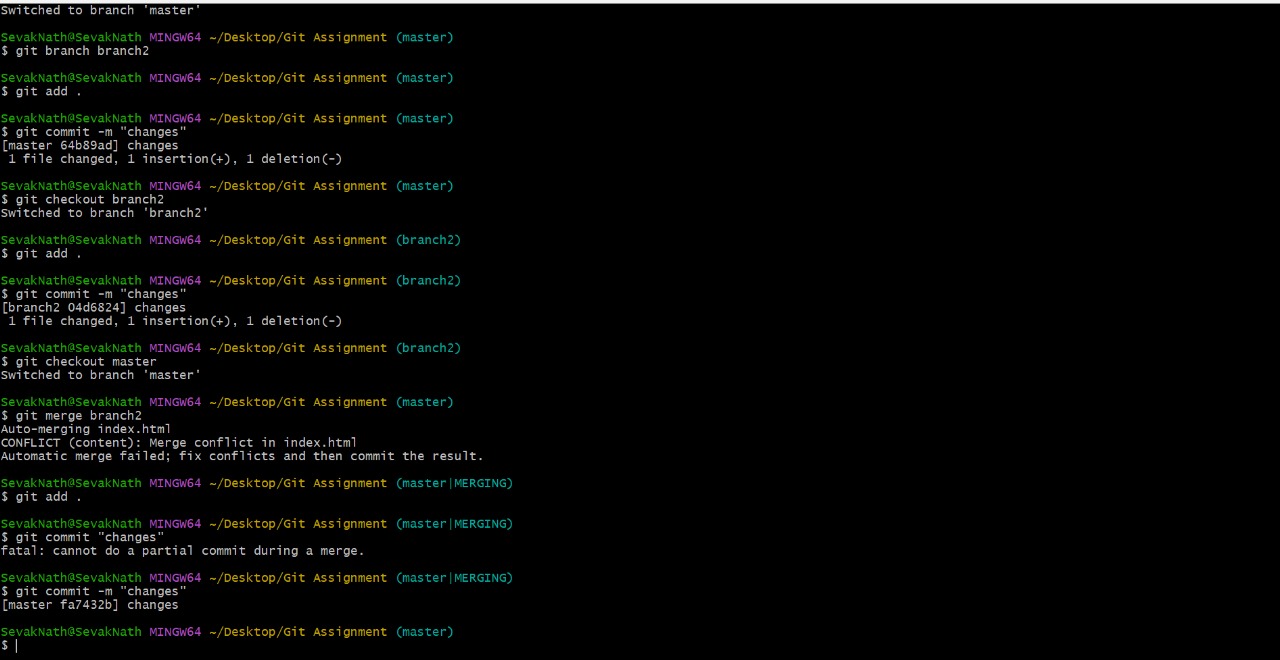 Switched to branch 'master'
SevakNath@SevakNath MINGW64 ~/Desktop/Git Assignment (master)
$ git branch branch2
SevakNath@SevakNath MINGW64 ~/Desktop/Git Assignment (master)
$ git add .
SevakNath@SevakNath MINGW64 ~/Desktop/Git Assignment (master)
$ git commit -m "changes"
[master 64b89ad] changes
 1 file changed, 1 insertion(+), 1 deletion(-)
SevakNath@SevakNath MINGW64 ~/Desktop/Git Assignment (master)
$ git checkout branch2
Switched to branch 'branch2'
SevakNath@SevakNath MINGW64 ~/Desktop/Git Assignment (branch2)
$ git add .
SevakNath@SevakNath MINGW64 ~/Desktop/Git Assignment (branch2)
$ git commit -m "changes"
[branch2 04d6824] changes
 1 file changed, 1 insertion(+), 1 deletion(-)
SevakNath@SevakNath MINGW64 ~/Desktop/Git Assignment (branch2)
$ git checkout master
Switched to branch 'master'
SevakNath@SevakNath MINGW64 ~/Desktop/Git Assignment (master)
$ git merge branch2
Auto-merging index.html
CONFLICT (content): Merge conflict in index.html
Automatic merge failed; fix conflicts and then commit the result.
SevakNath@SevakNath MINGW64 ~/Desktop/Git Assignment (master|MERGING)
$ git add .
SevakNath@SevakNath MINGW64 ~/Desktop/Git Assignment (master|MERGING)
$ git commit "changes"
fatal: cannot do a partial commit during a merge.
SevakNath@SevakNath MINGW64 ~/Desktop/Git Assignment (master|MERGING)
$ git commit -m "changes"
[master fa7432b] changes
SevakNath@SevakNath MINGW64 ~/Desktop/Git Assignment (master)
$